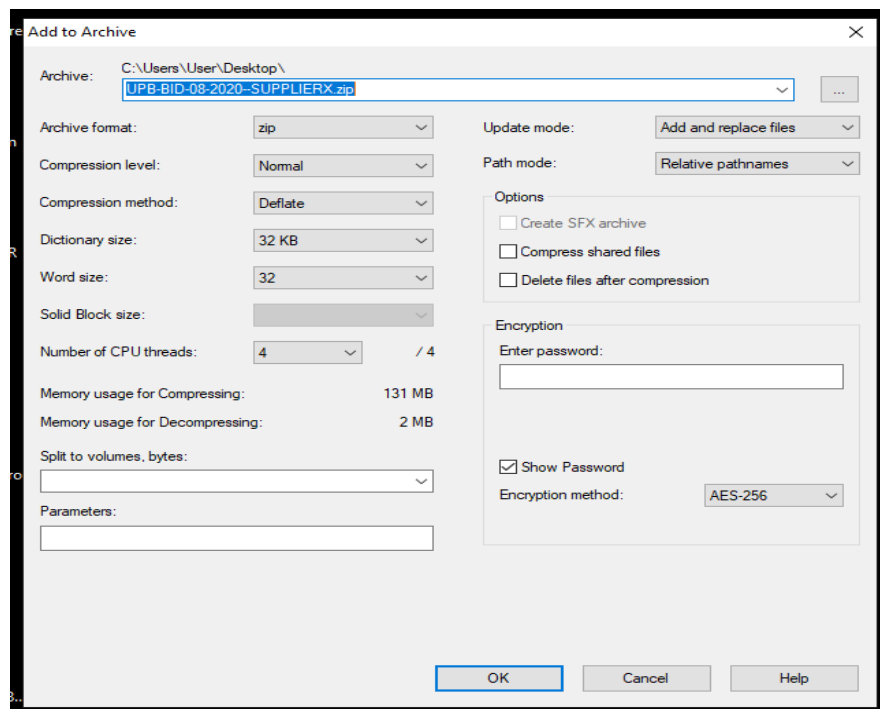 Add to Archive
Archive:
C:\Users\User\Desktop\
UPB-BID-08-2020--SUPPLIERX.zip
...
Archive format:
zip
Compression level:
Normal
Compression method:
Deflate
Dictionary size:
32 KB
Word size:
32
Solid Block size:
Number of CPU threads:
4
/ 4
Memory usage for Compressing:
131 MB
Memory usage for Decompressing:
2 MB
Split to volumes, bytes:
Parameters:
Update mode:
Add and replace files
Path mode:
Relative pathnames
Options
Create SFX archive
Compress shared files
Delete files after compression
Encryption
Enter password:
Show Password
Encryption method:
AES-256
OK
Cancel
Help